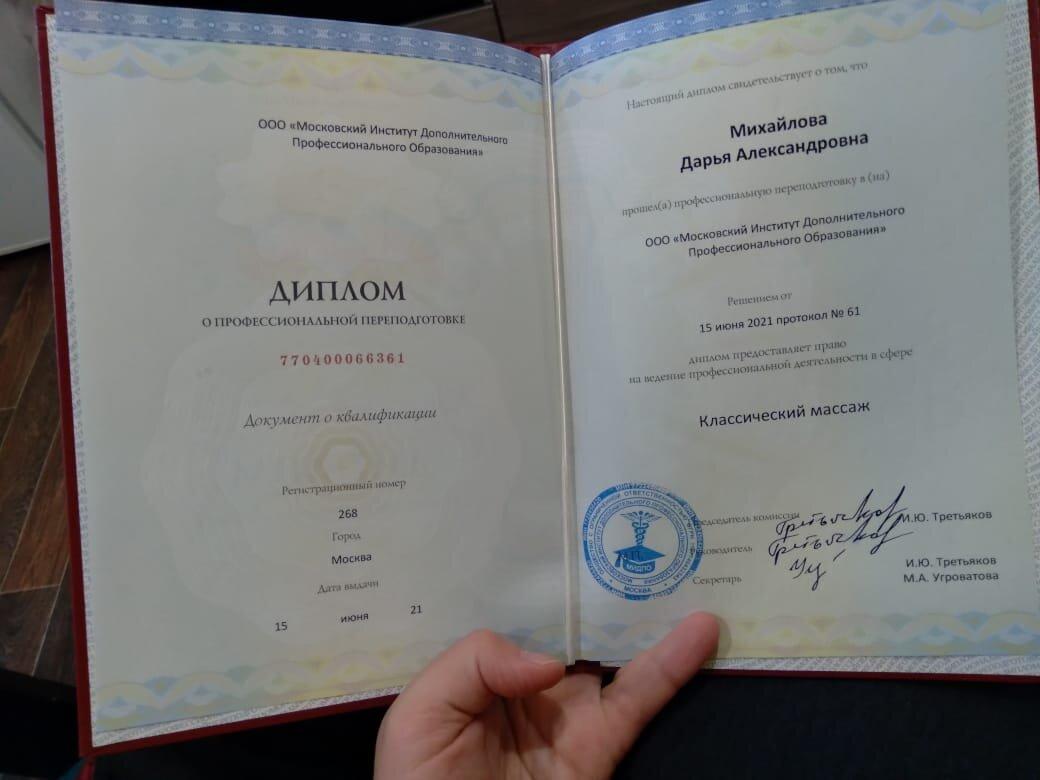 ООО «Московский Институт Дополнительного
Профессионального Образования»
ДИПЛОМ
О ПРОФЕССИОНАЛЬНОЙ ПЕРЕПОДГОТОВКЕ
770400066361
Документ о квалификации
Регистрационный номер
268
Город
Москва
Дата выдачи
15 июня 21
Настоящий диплом свидетельствует о том, что
Михайлова
Дарья Александровна
прошел(а) профессиональную переподготовку в (на)
ООО «Московский Институт Дополнительного
Профессионального Образования»
Решением от
15 июня 2021 протокол № 61
диплом предоставляет право
на ведение профессиональной деятельности в сфере
Классический массаж
Председатель комиссии И.Ю. Третьяков
Руководитель И.Ю. Третьяков
Секретарь М.А. Угроватова
М.П.
МИДПО
МОСКВА